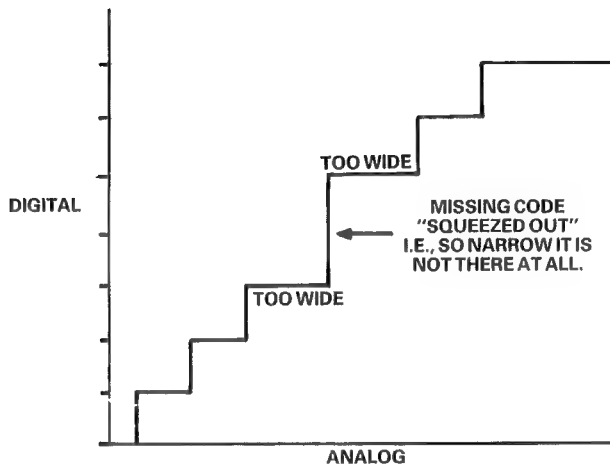 TOO WIDE
DIGITAL
MISSING CODE
"SQUEEZED OUT"
I.E., SO NARROW IT IS
NOT THERE AT ALL.
TOO WIDE
ANALOG